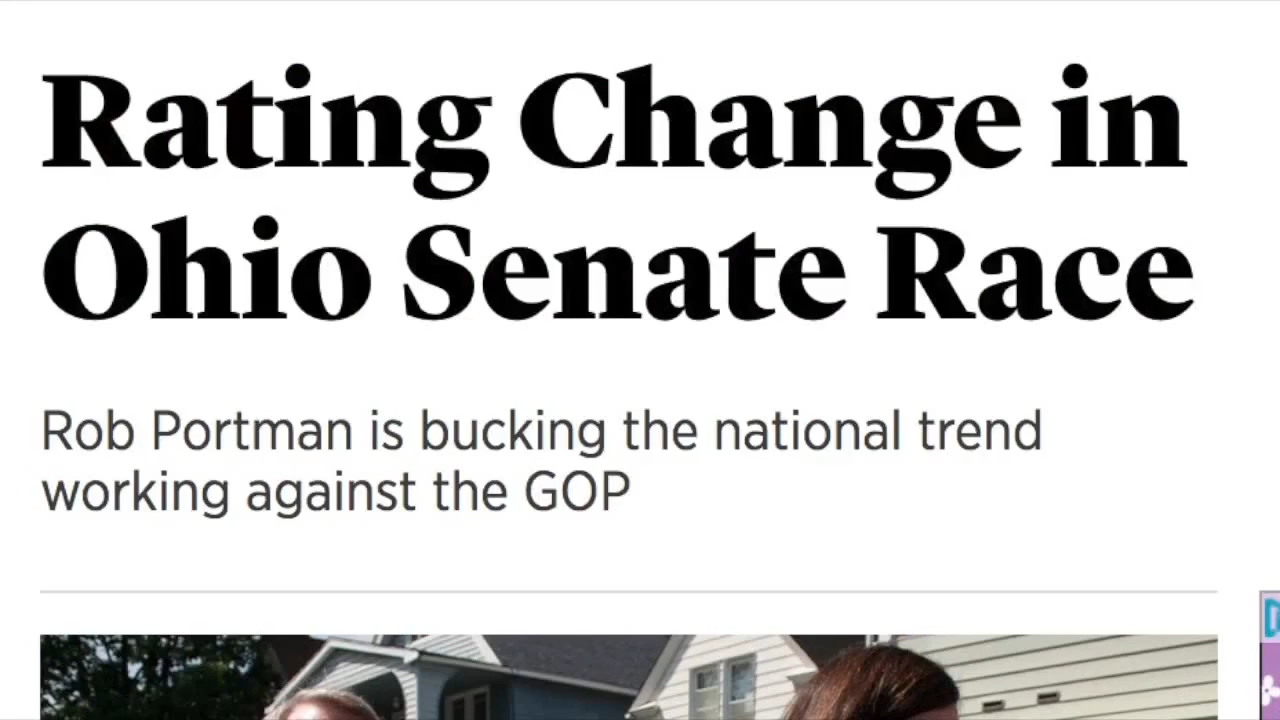 Rating Change in
Ohio Senate Race
Rob Portman is bucking the national trend
working against the GOP